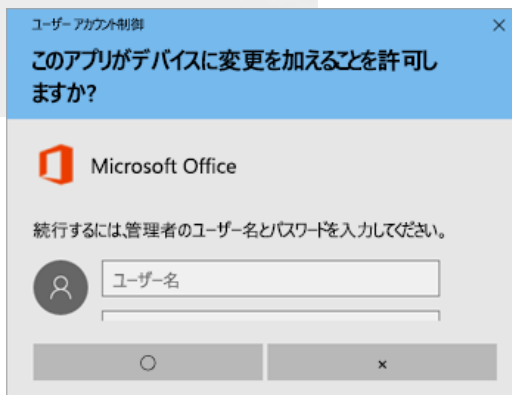 ユーザー アカウント制御
このアプリがデバイスに変更を加えることを許可し
ますか?
Microsoft Office
続行するには、管理者のユーザー名とパスワードを入力してください。
ユーザー名
○
×